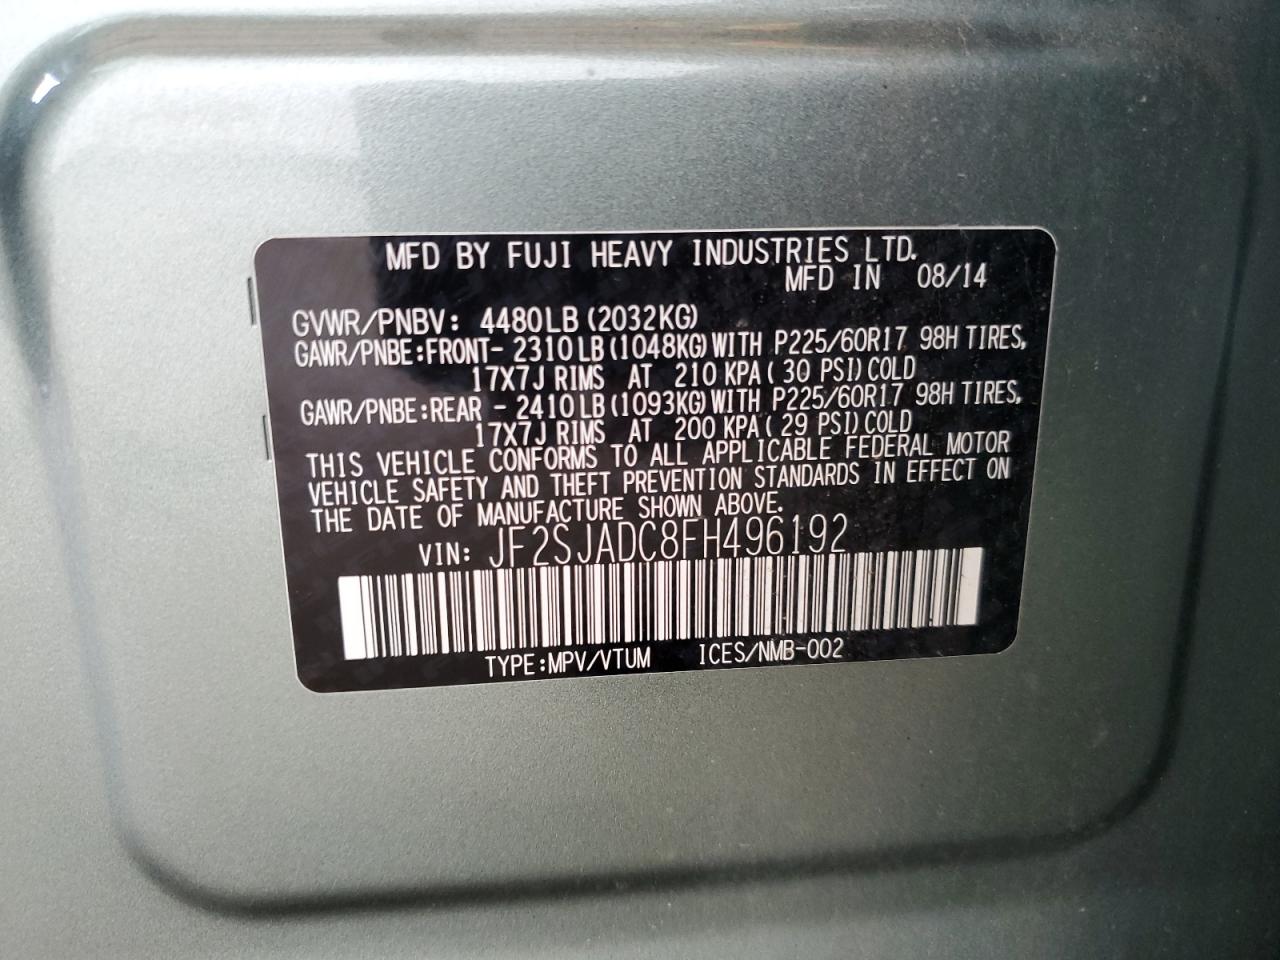 MFD BY FUJI HEAVY INDUSTRIES LTD.
MFD IN 08/14
GVWR/PNBV: 4480LB (2032KG)
GAWR/PNBE:FRONT- 2310LB (1048KG) WITH P225/60R17 98H TIRES,
17X7J RIMS AT 210 KPA ( 30 PSI) COLD
GAWR/PNBE:REAR - 2410LB (1093KG) WITH P225/60R17 98H TIRES,
17X7J RIMS AT 200 KPA ( 29 PSI) COLD
THIS VEHICLE CONFORMS TO ALL APPLICABLE FEDERAL MOTOR
VEHICLE SAFETY AND THEFT PREVENTION STANDARDS IN EFFECT ON
THE DATE OF MANUFACTURE SHOWN ABOVE.
VIN: JF2SJADC8FH496192
TYPE:MPV/VTUM ICES/NMB-002